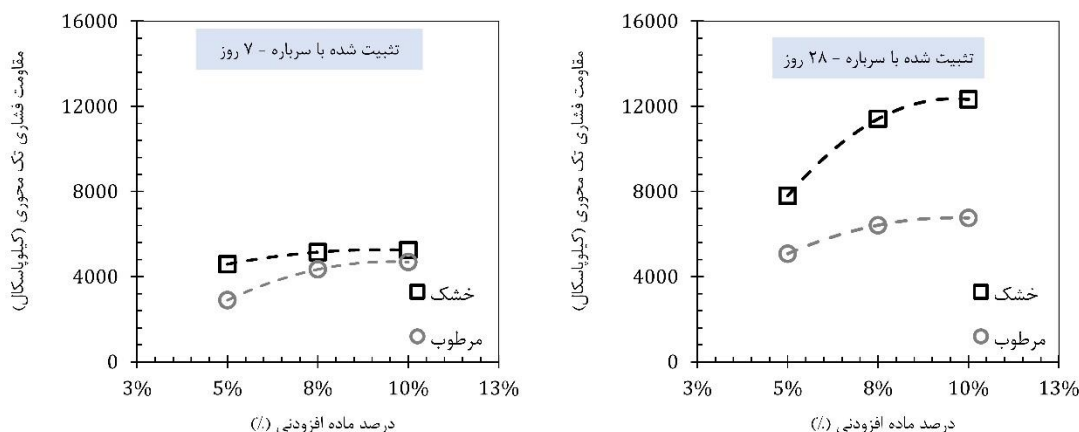 تثبیت شده با سرباره - ۷ روز
مقاومت فشاری تک محوری (کیلوپاسکال)
16000
12000
8000
4000
0
خشک
مرطوب
3% 5% 8% 10% 13%
درصد ماده افزودنی (٪)
تثبیت شده با سرباره - ۲۸ روز
مقاومت فشاری تک محوری (کیلوپاسکال)
16000
12000
8000
4000
0
خشک
مرطوب
3% 5% 8% 10% 13%
درصد ماده افزودنی (٪)